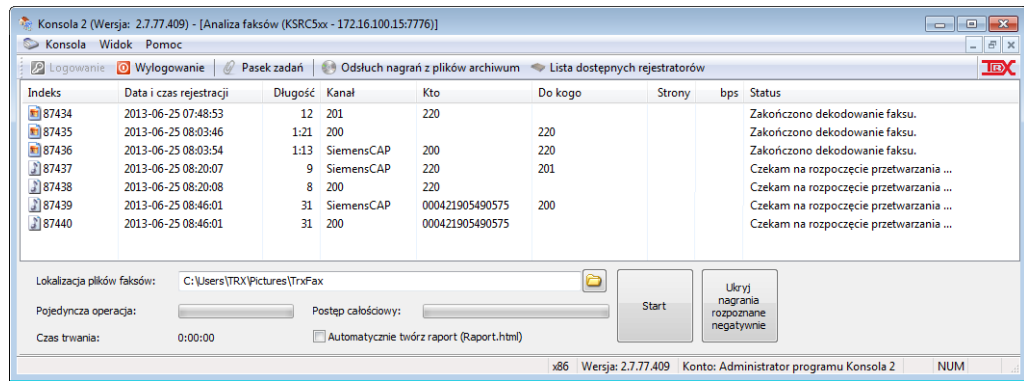 Konsola 2 (Wersja: 2.7.77.409) - [Analiza faksów (KSRC5xx - 172.16.100.15:7776)]
Konsola Widok Pomoc
Logowanie Wylogowanie Pasek zadań Odsłuch nagrań z plików archiwum Lista dostępnych rejestratorów TRX
Indeks Data i czas rejestracji Długość Kanał Kto Do kogo Strony bps Status
87434 2013-06-25 07:48:53 12 201 220 Zakończono dekodowanie faksu.
87435 2013-06-25 08:03:46 1:21 200 220 Zakończono dekodowanie faksu.
87436 2013-06-25 08:03:54 1:13 SiemensCAP 200 220 Zakończono dekodowanie faksu.
87437 2013-06-25 08:20:07 9 SiemensCAP 220 201 Czekam na rozpoczęcie przetwarzania ...
87438 2013-06-25 08:20:08 8 200 220 Czekam na rozpoczęcie przetwarzania ...
87439 2013-06-25 08:46:01 31 SiemensCAP 000421905490575 200 Czekam na rozpoczęcie przetwarzania ...
87440 2013-06-25 08:46:01 31 200 000421905490575 Czekam na rozpoczęcie przetwarzania ...
Lokalizacja plików faksów: C:\Users\TRX\Pictures\TrxFax
Pojedyncza operacja: Postęp całościowy:
Czas trwania: 0:00:00 Automatycznie twórz raport (Raport.html)
Start
Ukryj
nagrania
rozpoznane
negatywnie
x86 Wersja: 2.7.77.409 Konto: Administrator programu Konsola 2 NUM